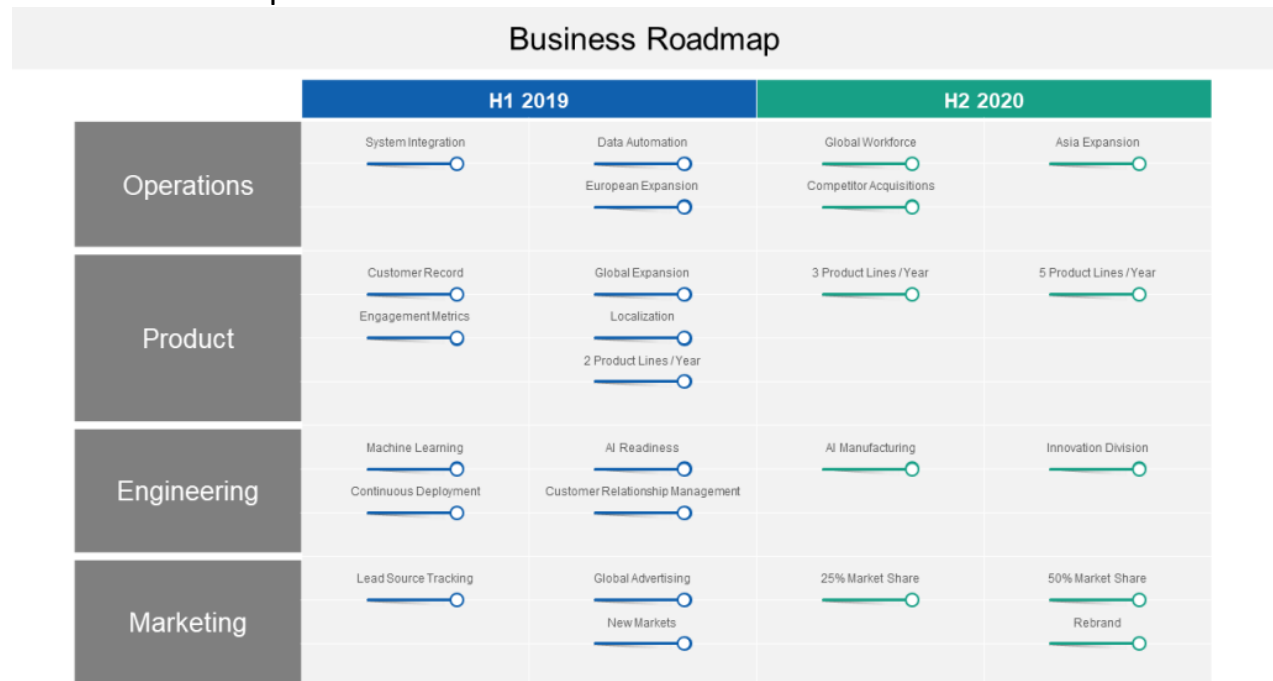 Business Roadmap
H1 2019
H2 2020
Operations
System Integration
Data Automation
Global Workforce
Asia Expansion
European Expansion
Competitor Acquisitions
Product
Customer Record
Global Expansion
3 Product Lines / Year
5 Product Lines / Year
Engagement Metrics
Localization
2 Product Lines / Year
Engineering
Machine Learning
AI Readiness
AI Manufacturing
Innovation Division
Continuous Deployment
Customer Relationship Management
Marketing
Lead Source Tracking
Global Advertising
25% Market Share
50% Market Share
New Markets
Rebrand